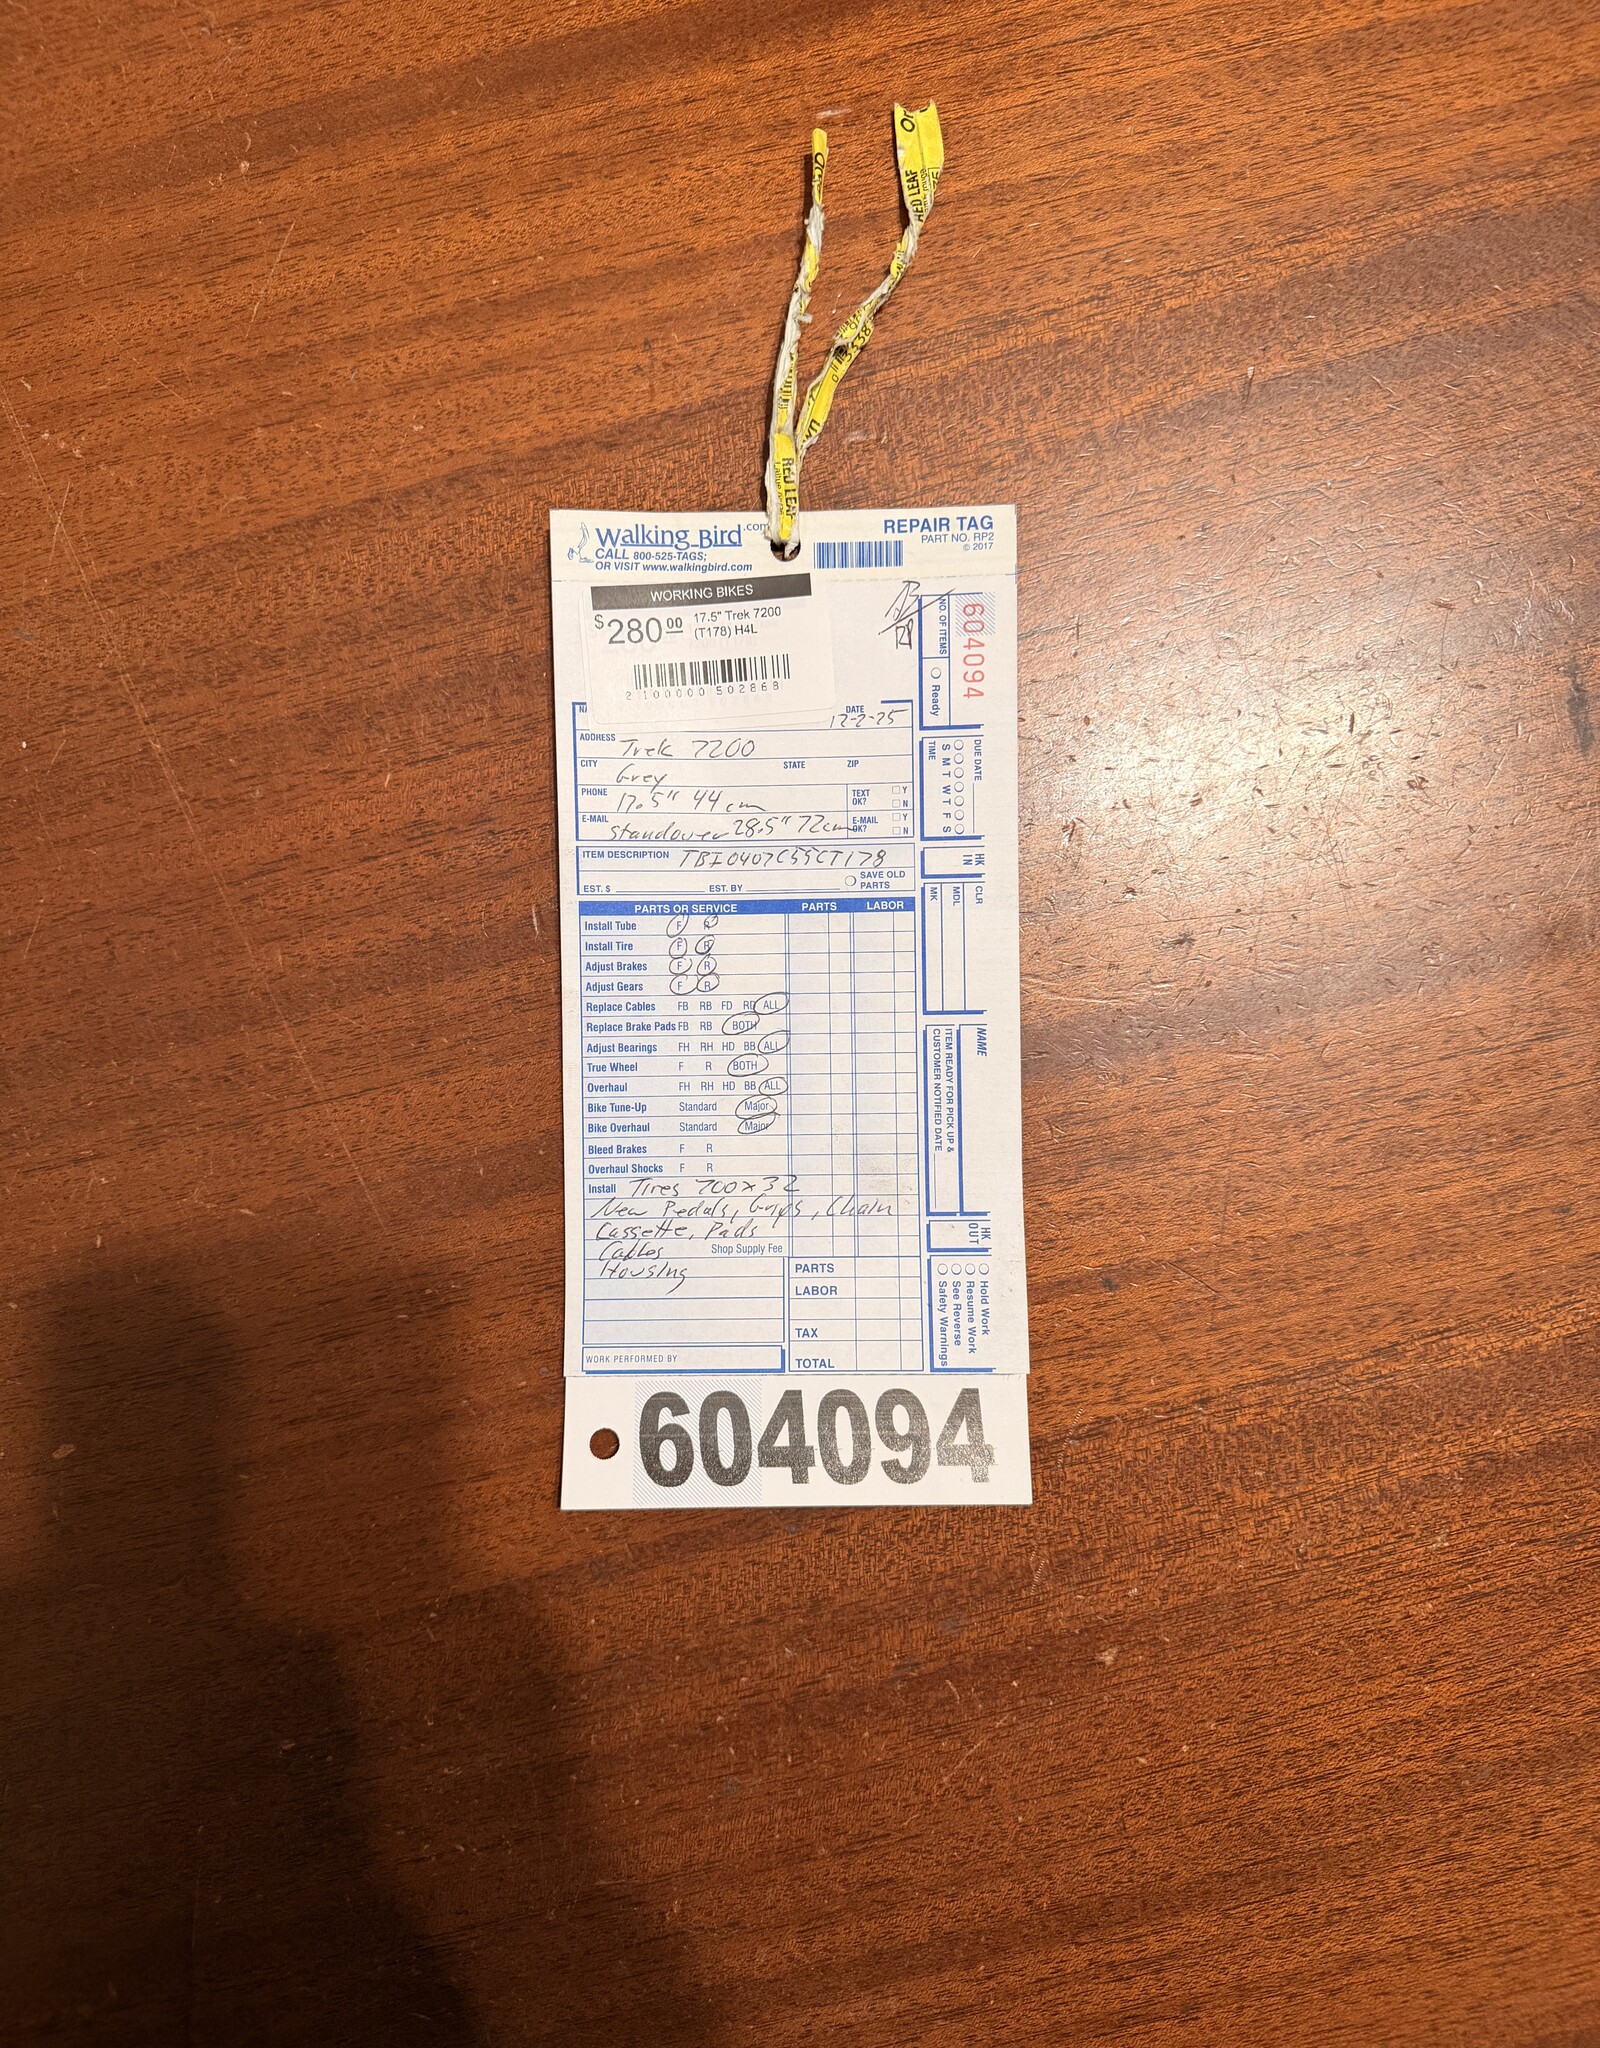 RED LEAF
Walking Bird.com
CALL 800-525-TAGS;
OR VISIT www.walkingbird.com
REPAIR TAG
PART NO. RP2
© 2017
WORKING BIKES
$280.00 17.5" Trek 7200
(T178) H4L
2 100000 502868
604094
NO. OF ITEMS
Ready
DATE 12-2-25
ADDRESS Trek 7200
CITY Grey STATE ZIP
PHONE 17.5" 44 cm TEXT OK? Y N
E-MAIL Standover 28.5" 72cm E-MAIL OK? Y N
DUE DATE
S M T W T F S
TIME
ITEM DESCRIPTION TBI0407C55CT178
SAVE OLD PARTS
EST. $ EST. BY
HK IN
CLR
MDL
MK
PARTS OR SERVICE PARTS LABOR
Install Tube F R
Install Tire F R
Adjust Brakes F R
Adjust Gears F R
Replace Cables FB RB FD RD ALL
Replace Brake Pads FB RB BOTH
Adjust Bearings FH RH HD BB ALL
True Wheel F R BOTH
Overhaul FH RH HD BB ALL
Bike Tune-Up Standard Major
Bike Overhaul Standard Major
Bleed Brakes F R
Overhaul Shocks F R
Install Tires 700x32
New Pedals, Grips, Chain
Cassette, Pads
Cables Shop Supply Fee
Housing
PARTS
LABOR
TAX
TOTAL
WORK PERFORMED BY
NAME
ITEM READY FOR PICK UP &
CUSTOMER NOTIFIED DATE
HK OUT
Hold Work
Resume Work
See Reverse
Safety Warnings
604094